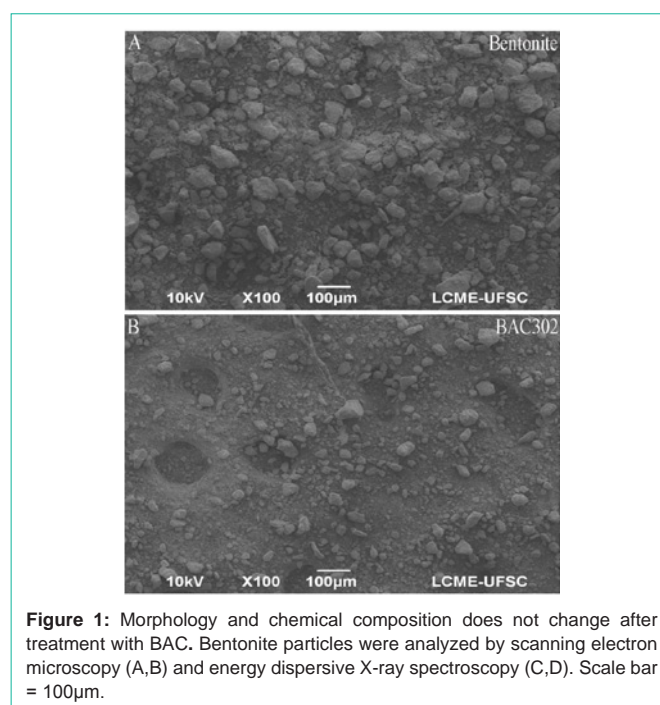 A Bentonite
10kV X100 100µm LCME-UFSC
B BAC302
10kV X100 100µm LCME-UFSC
Figure 1: Morphology and chemical composition does not change after
treatment with BAC. Bentonite particles were analyzed by scanning electron
microscopy (A,B) and energy dispersive X-ray spectroscopy (C,D). Scale bar
= 100µm.